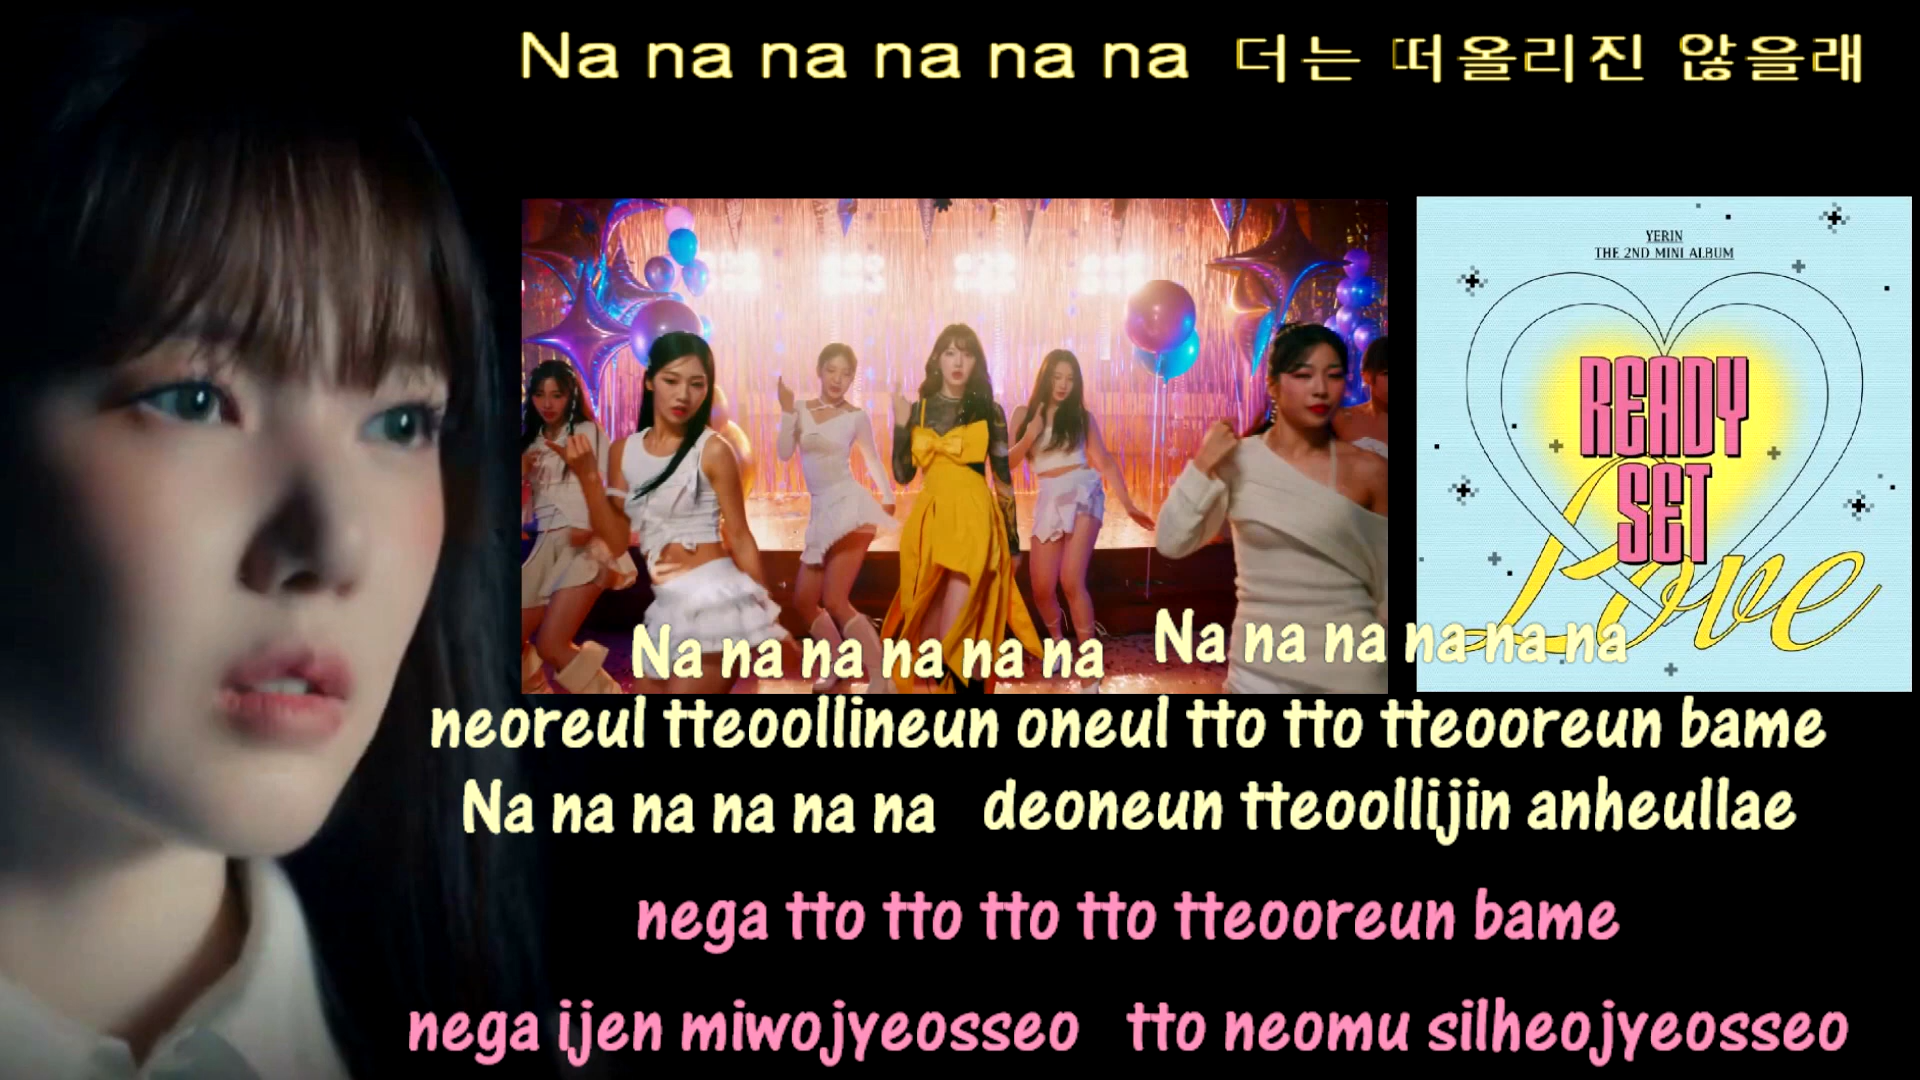 Na na na na na na 더는 떠올리진 않을래
YERIN
THE 2ND MINI ALBUM
READY
SET
Love
Na na na na na na Na na na na na na
neoreul tteoollineun oneul tto tto tteooreun bame
Na na na na na na deoneun tteoollijin anheullae
nega tto tto tto tto tteooreun bame
nega ijen miwojyeosseo tto neomu silheojyeosseo